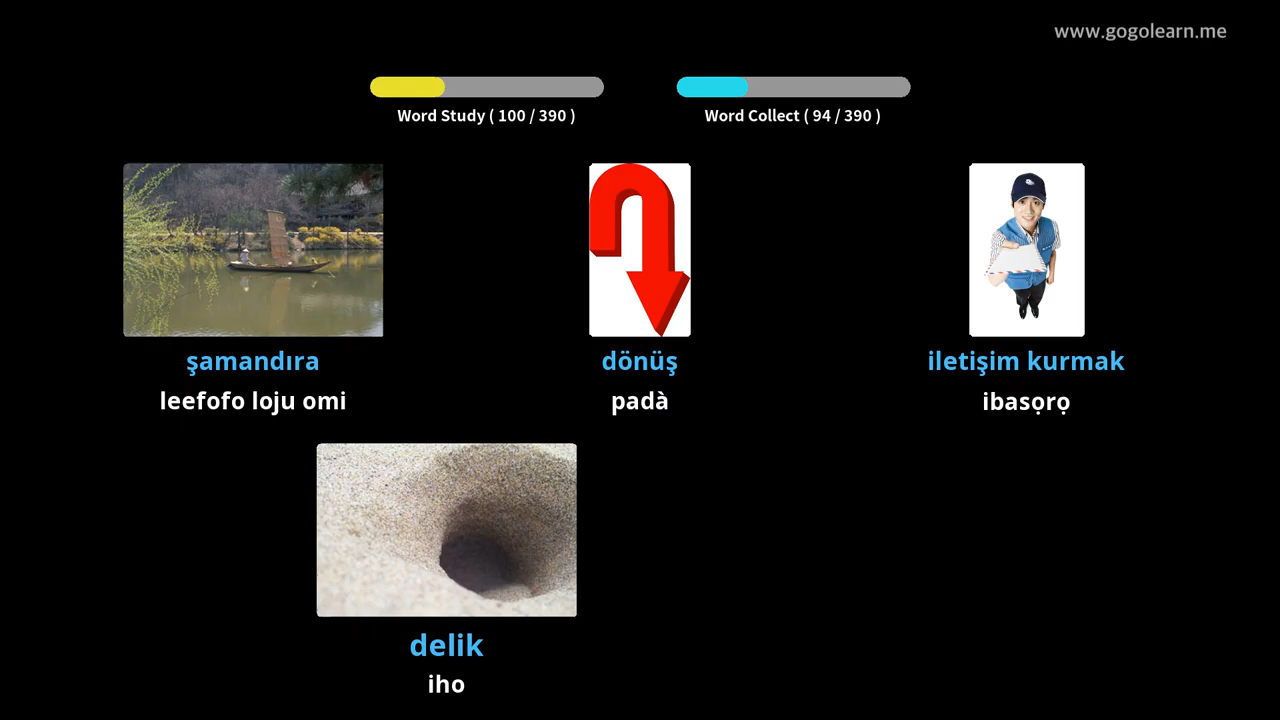 www.gogolearn.me
Word Study ( 100 / 390 )
Word Collect ( 94 / 390 )
şamandıra
leefofo loju omi
dönüş
padà
iletişim kurmak
ibasọrọ
delik
iho